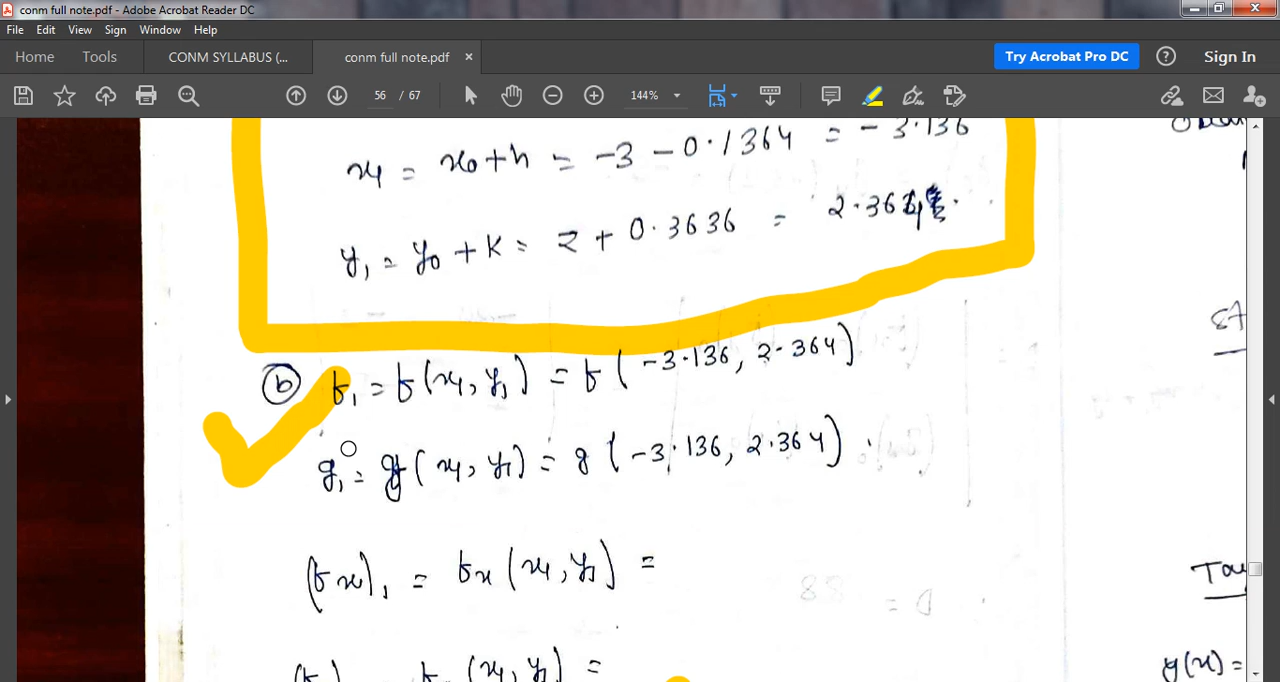 conm full note.pdf - Adobe Acrobat Reader DC
File Edit View Sign Window Help
Home Tools CONM SYLLABUS (... conm full note.pdf × Try Acrobat Pro DC ? Sign In
56 / 67 144%
x₁ = x₀+h = -3 - 0.1364 = -3.136
y₁ = y₀ + K = 2 + 0.3636 = 2.364
(b) f₁ = f(x₁, y₁) = f(-3.136, 2.364)
g₁ = g(x₁, y₁) = g(-3.136, 2.364)
(fx)₁ = fx(x₁, y₁) =
Tay
(x₁, y₁) =
y(x) =